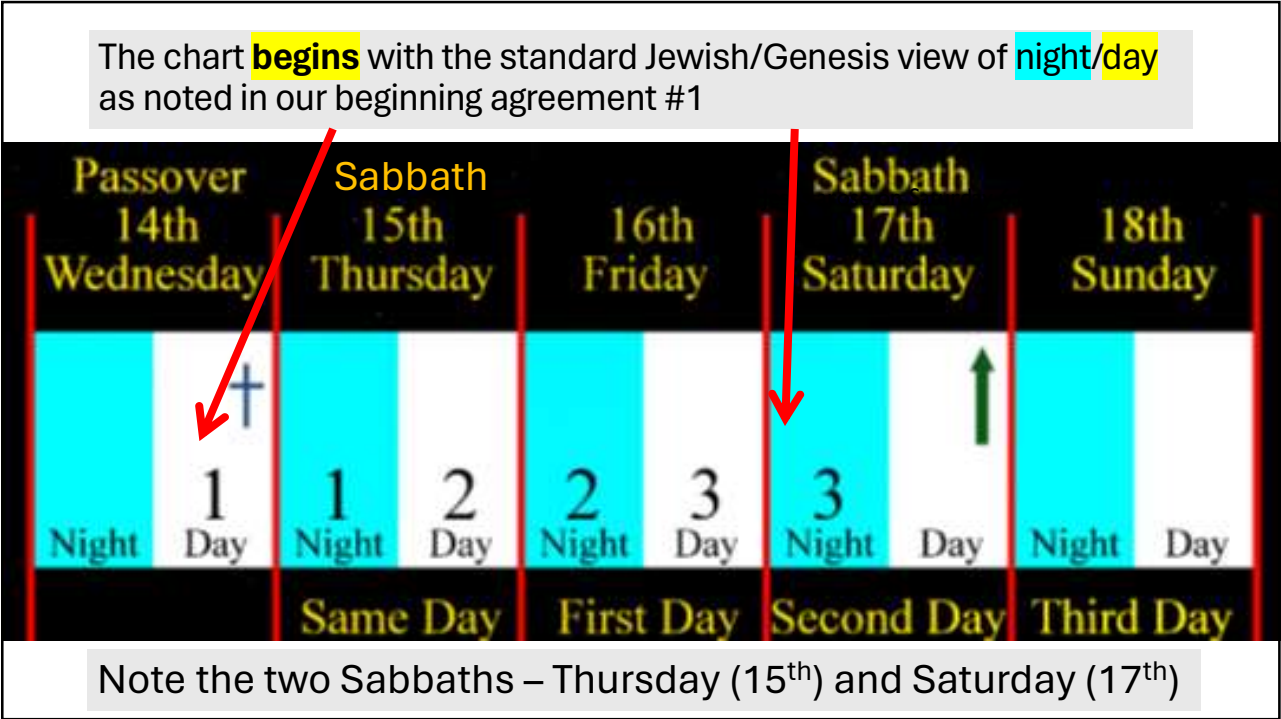 The chart begins with the standard Jewish/Genesis view of night/day
as noted in our beginning agreement #1
Passover Sabbath Sabbath
14th 15th 16th 17th 18th
Wednesday Thursday Friday Saturday Sunday
1 1 2 2 3 3
Night Day Night Day Night Day Night Day Night Day
Same Day First Day Second Day Third Day
Note the two Sabbaths – Thursday (15th) and Saturday (17th)